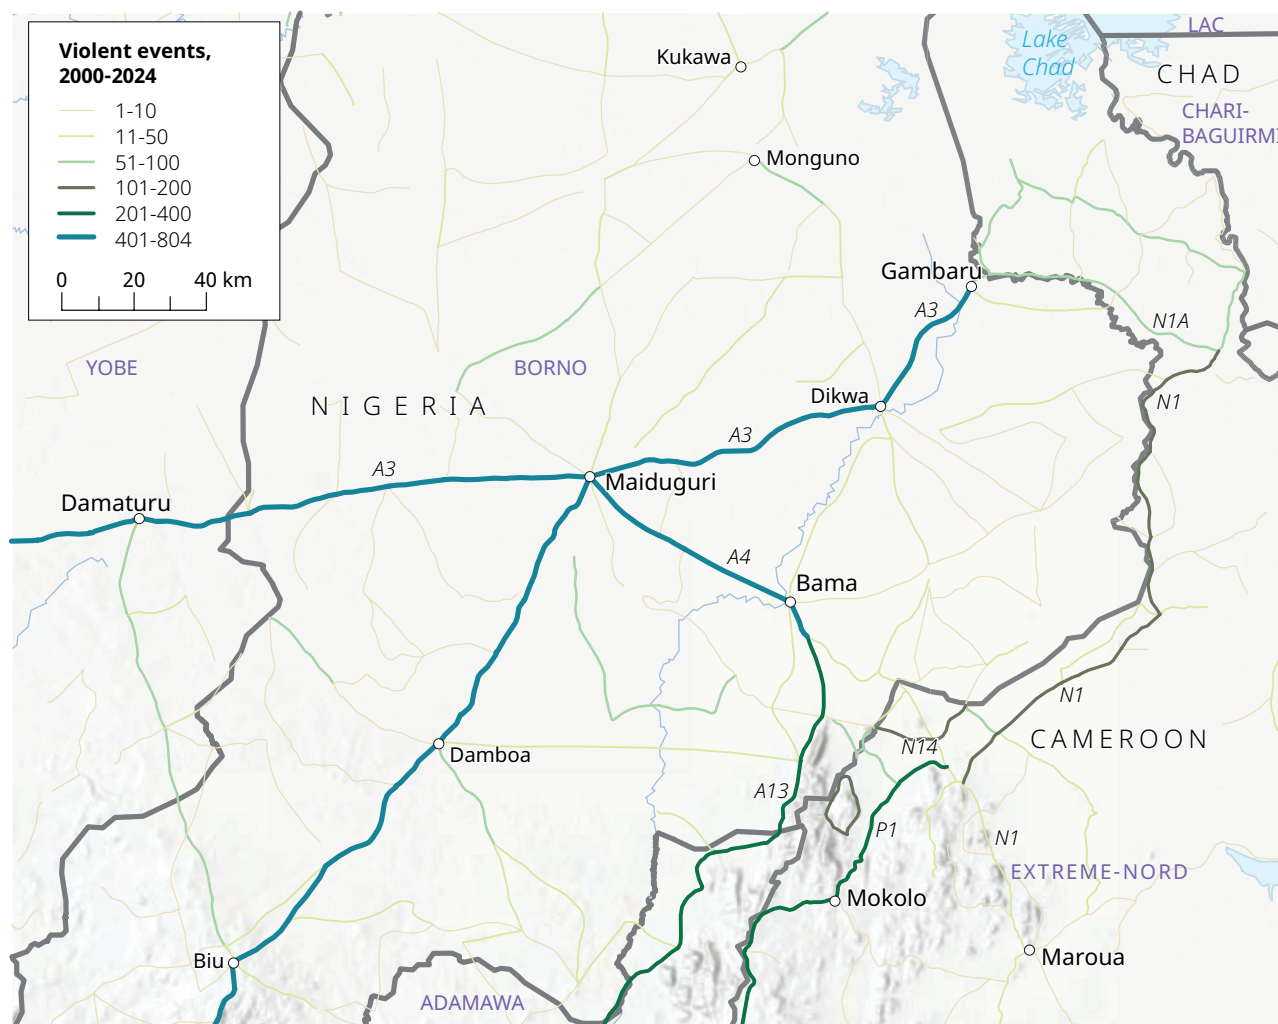 Violent events,
2000-2024
1-10
11-50
51-100
101-200
201-400
401-804
0 20 40 km
Kukawa
Lake
Chad
LAC
CHAD
CHARI-
BAGUIRMI
Monguno
Gambaru
A3
N1A
YOBE
BORNO
NIGERIA
Dikwa
N1
A3
A3
Maiduguri
Damaturu
A4
Bama
N1
Damboa
N14
CAMEROON
A13
P1
N1
EXTREME-NORD
Mokolo
Biu
Maroua
ADAMAWA